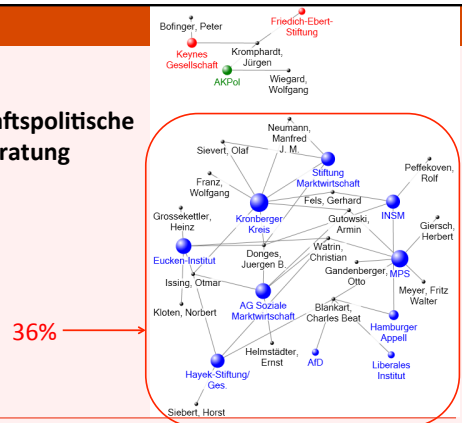 Bofinger, Peter
Friedich-Ebert-
Stiftung
Keynes
Gesellschaft
Kromphardt,
Jürgen
AKPol
Wiegard,
Wolfgang
ftspolitische
ratung
Neumann,
Manfred
J. M.
Sievert, Olaf
Stiftung
Marktwirtschaft
Peffekoven,
Rolf
Franz,
Wolfgang
Fels, Gerhard
Kronberger
Kreis
INSM
Grossekettler,
Heinz
Gutowski,
Armin
Giersch,
Herbert
Eucken-Institut
Donges,
Juergen B.
Watrin,
Christian
MPS
Gandenberger,
Otto
Issing, Otmar
Meyer, Fritz
Walter
Kloten, Norbert
AG Soziale
Marktwirtschaft
Blankart,
Charles Beat
Hamburger
Appell
36%
Helmstädter,
Ernst
AfD
Liberales
Institut
Hayek-Stiftung/
Ges.
Siebert, Horst